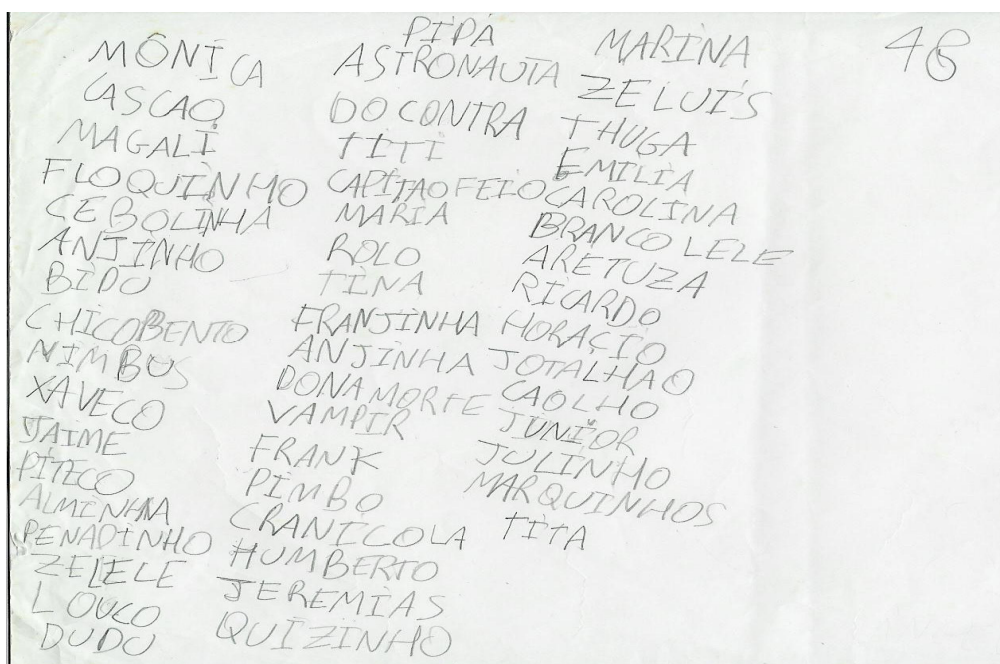 MÔNICA
CASCAO
MAGALI
FLOQUINHO
CEBOLINHA
ANJINHO
BIDU
CHICOBENTO
NIMBUS
XAVECO
JAIME
PITECO
ALMINHA
PENADINHO
ZELELE
LOUCO
DUDU
PIPA
ASTRONAUTA
DO CONTRA
TITI
CAPITAO FEIO
MARIA
ROLO
TINA
FRANJINHA
ANJINHA
DONA MORTE
VAMPIR
FRANK
PIMBO
CRANICOLA
HUMBERTO
JEREMIAS
QUIZINHO
MARINA
ZE LUÍS
THUGA
EMILIA
CAROLINA
BRANCO LELE
ARETUZA
RICARDO
HORAÇIO
JOTALHAO
CAOLHO
JUNIOR
JULINHO
MARQUINHOS
TITA
48